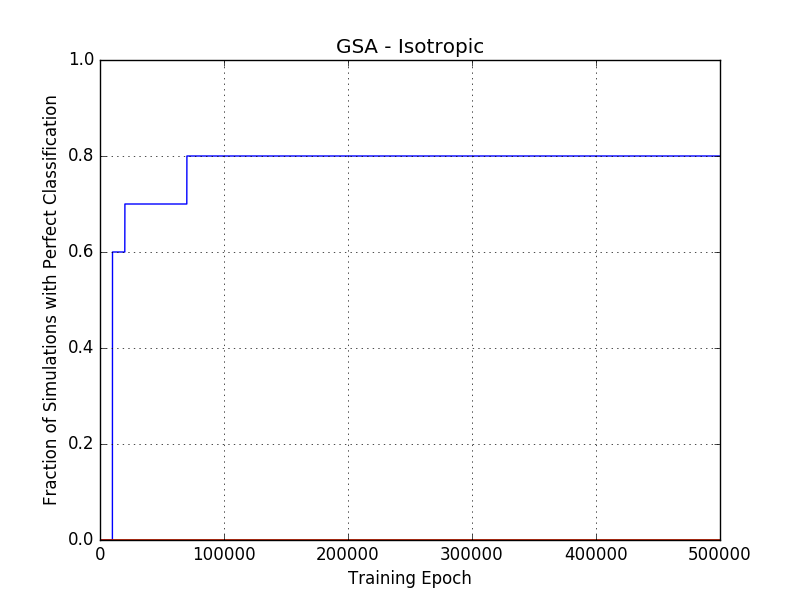 GSA - Isotropic
Fraction of Simulations with Perfect Classification
1.0
0.8
0.6
0.4
0.2
0.0
0 100000 200000 300000 400000 500000
Training Epoch